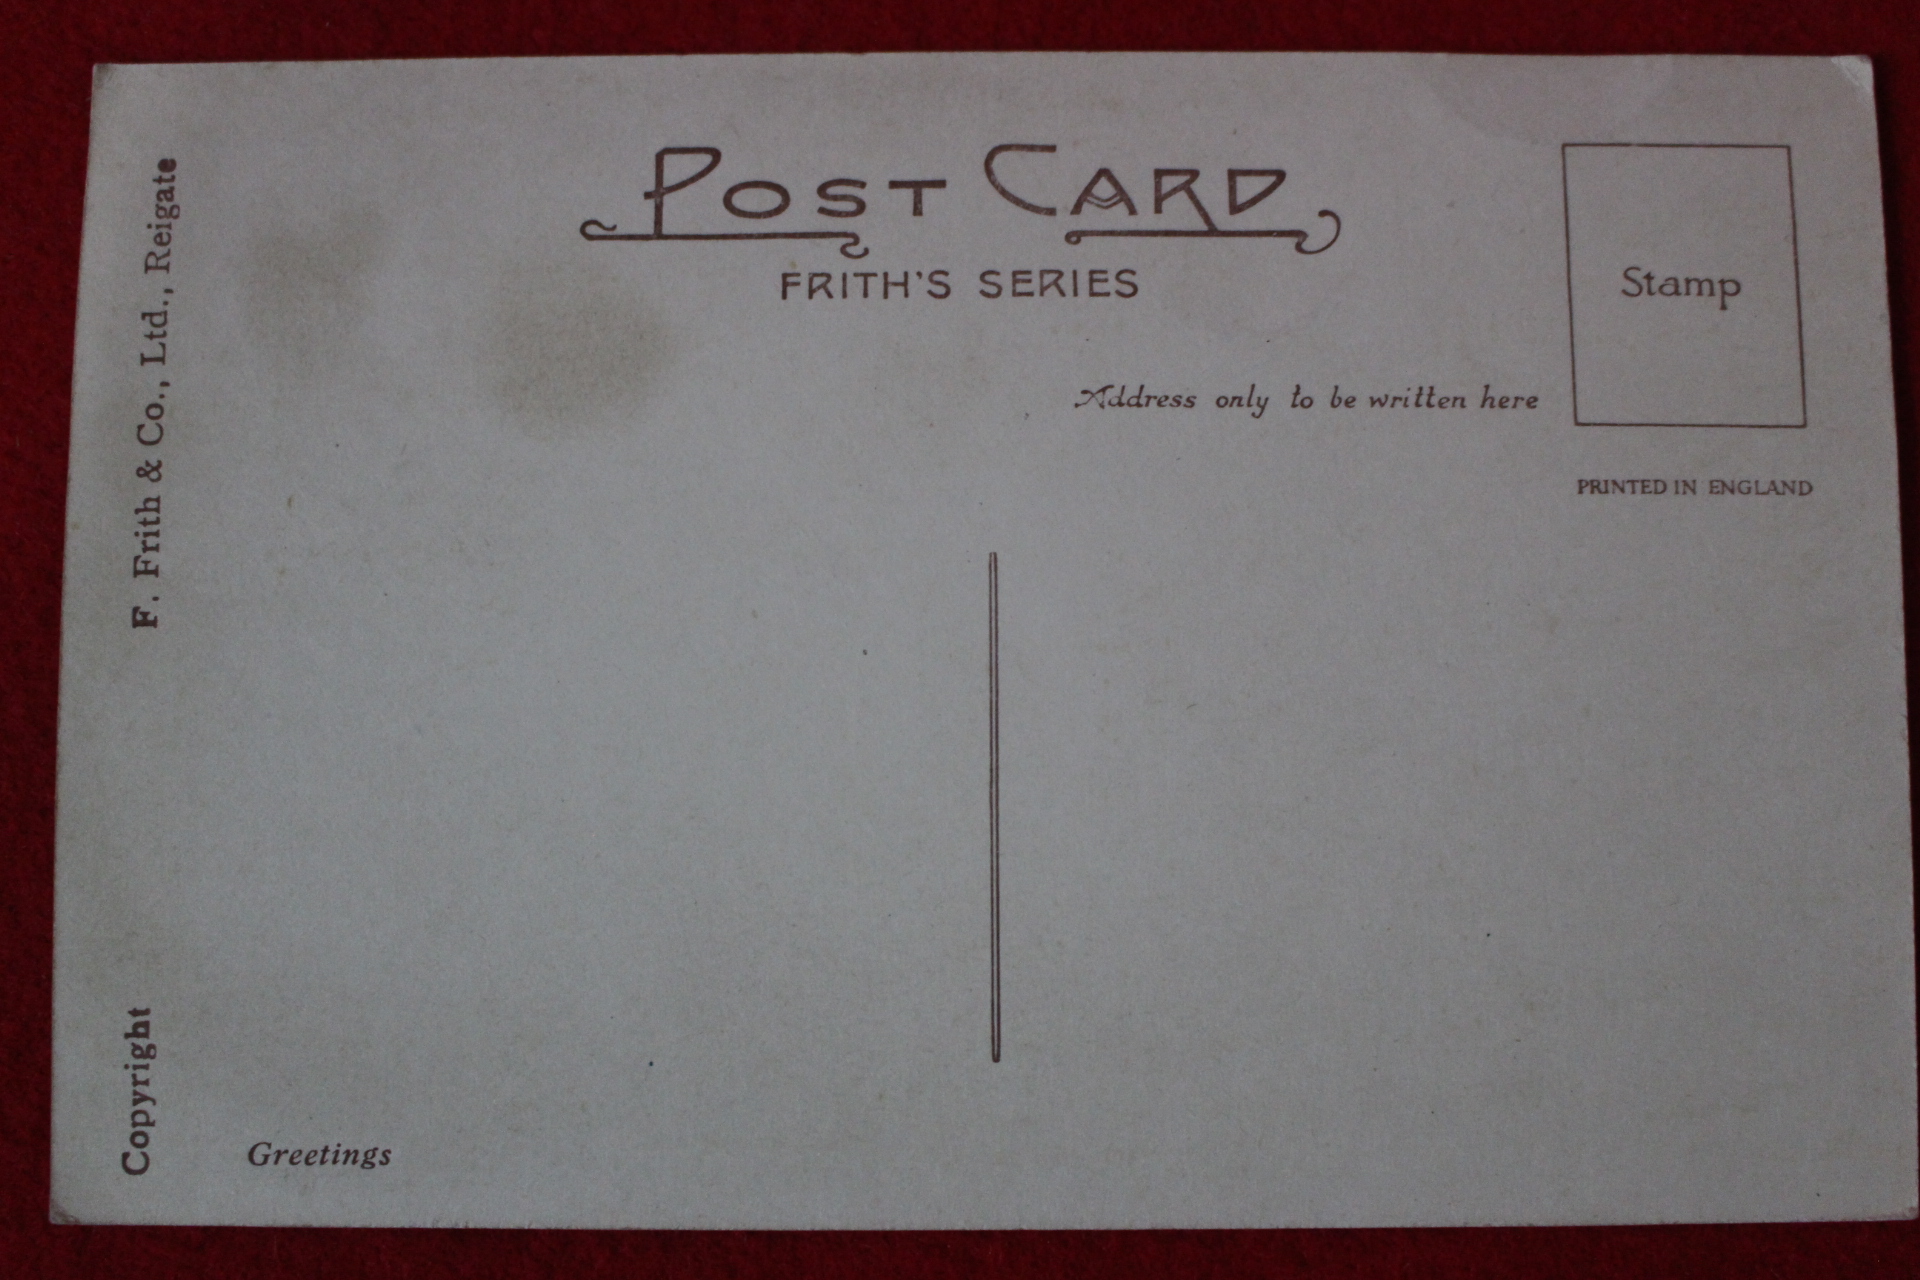 POST CARD
FRITH'S SERIES
Stamp
Address only to be written here
PRINTED IN ENGLAND
F. Frith & Co., Ltd., Reigate
Copyright
Greetings